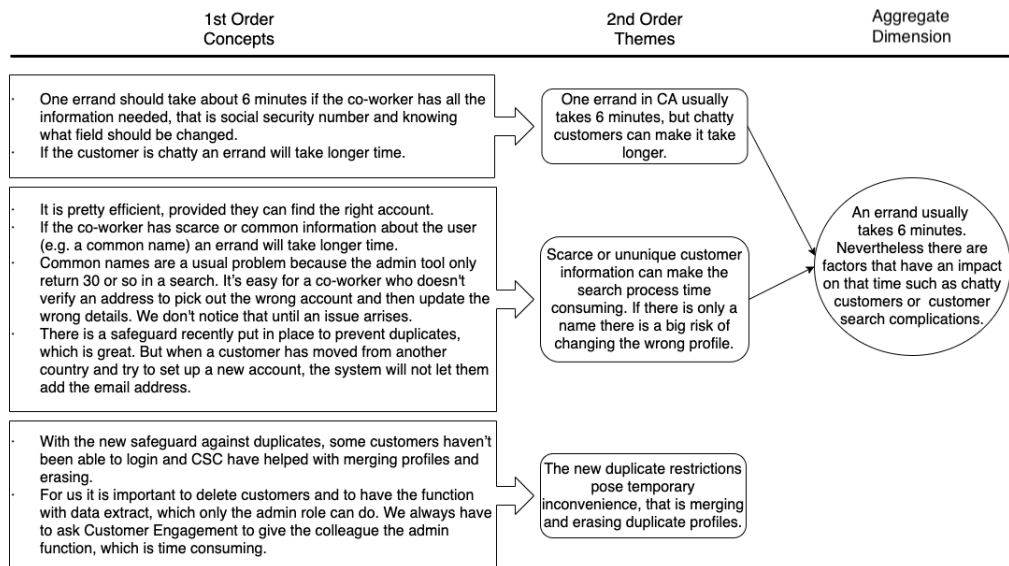 1st Order
Concepts
2nd Order
Themes
Aggregate
Dimension
· One errand should take about 6 minutes if the co-worker has all the
information needed, that is social security number and knowing
what field should be changed.
· If the customer is chatty an errand will take longer time.
One errand in CA usually
takes 6 minutes, but chatty
customers can make it take
longer.
· It is pretty efficient, provided they can find the right account.
· If the co-worker has scarce or common information about the user
(e.g. a common name) an errand will take longer time.
· Common names are a usual problem because the admin tool only
return 30 or so in a search. It’s easy for a co-worker who doesn’t
verify an address to pick out the wrong account and then update the
wrong details. We don’t notice that until an issue arrises.
· There is a safeguard recently put in place to prevent duplicates,
which is great. But when a customer has moved from another
country and try to set up a new account, the system will not let them
add the email address.
Scarce or ununique customer
information can make the
search process time
consuming. If there is only a
name there is a big risk of
changing the wrong profile.
An errand usually
takes 6 minutes.
Nevertheless there are
factors that have an impact
on that time such as chatty
customers or customer
search complications.
· With the new safeguard against duplicates, some customers haven’t
been able to login and CSC have helped with merging profiles and
erasing.
· For us it is important to delete customers and to have the function
with data extract, which only the admin role can do. We always have
to ask Customer Engagement to give the colleague the admin
function, which is time consuming.
The new duplicate restrictions
pose temporary
inconvenience, that is merging
and erasing duplicate profiles.